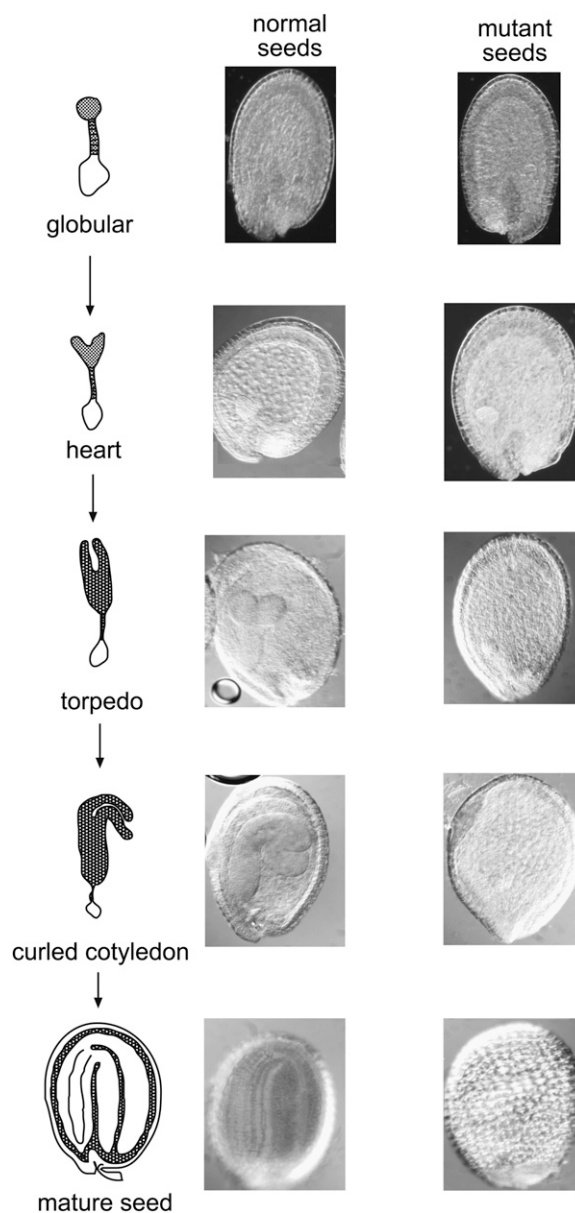 normal
seeds
mutant
seeds
globular
heart
torpedo
curled cotyledon
mature seed